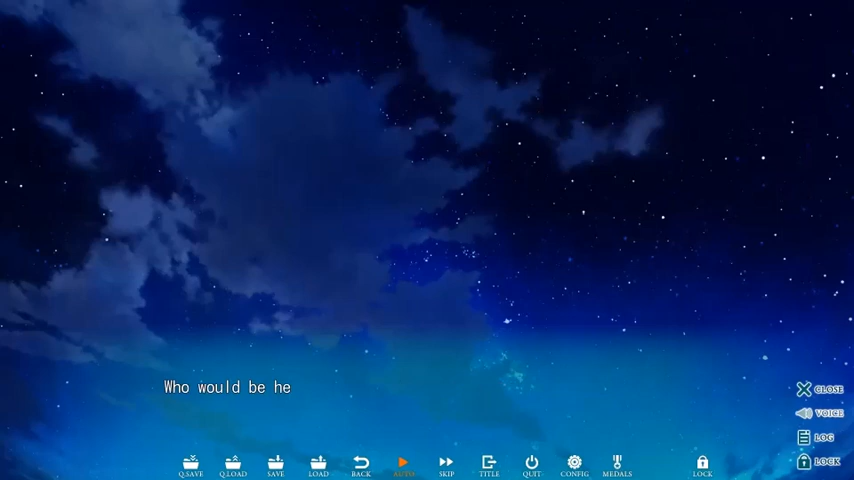 Who would be he
CLOSE
VOICE
LOG
LOCK
Q.SAVE Q.LOAD SAVE LOAD BACK AUTO SKIP TITLE QUIT CONFIG MEDALS LOCK